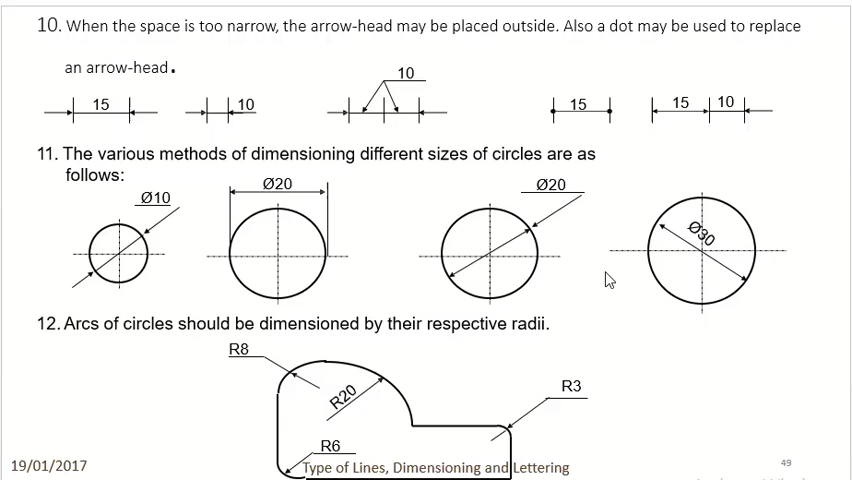 10. When the space is too narrow, the arrow-head may be placed outside. Also a dot may be used to replace
an arrow-head.
10
15
10
15
15
10
11. The various methods of dimensioning different sizes of circles are as
follows:
Ø10
Ø20
Ø20
Ø30
12. Arcs of circles should be dimensioned by their respective radii.
R8
R20
R3
R6
19/01/2017
Type of Lines, Dimensioning and Lettering
49